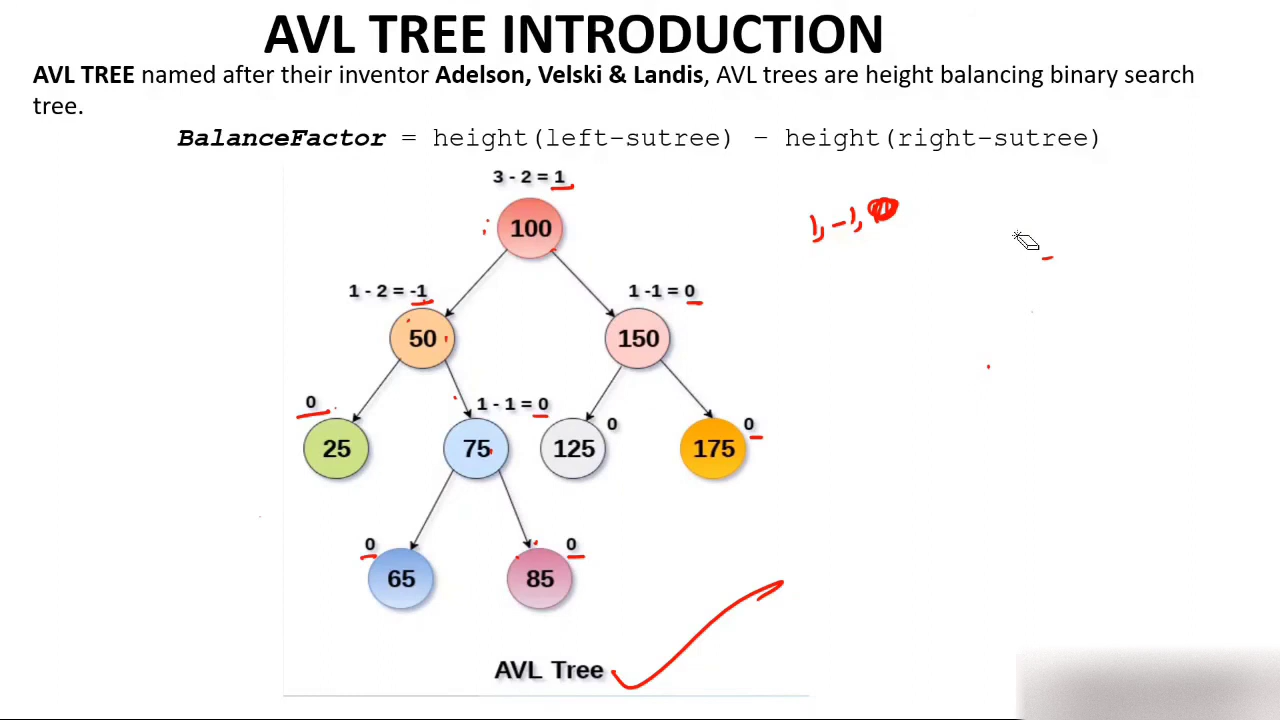 AVL TREE INTRODUCTION
AVL TREE named after their inventor Adelson, Velski & Landis, AVL trees are height balancing binary search
tree.
BalanceFactor = height(left-sutree) − height(right-sutree)
3 - 2 = 1
100
1, -1, 0
1 - 2 = -1
1 -1 = 0
50
150
0
1 - 1 = 0
0
0
25
75
125
175
0
0
65
85
AVL Tree